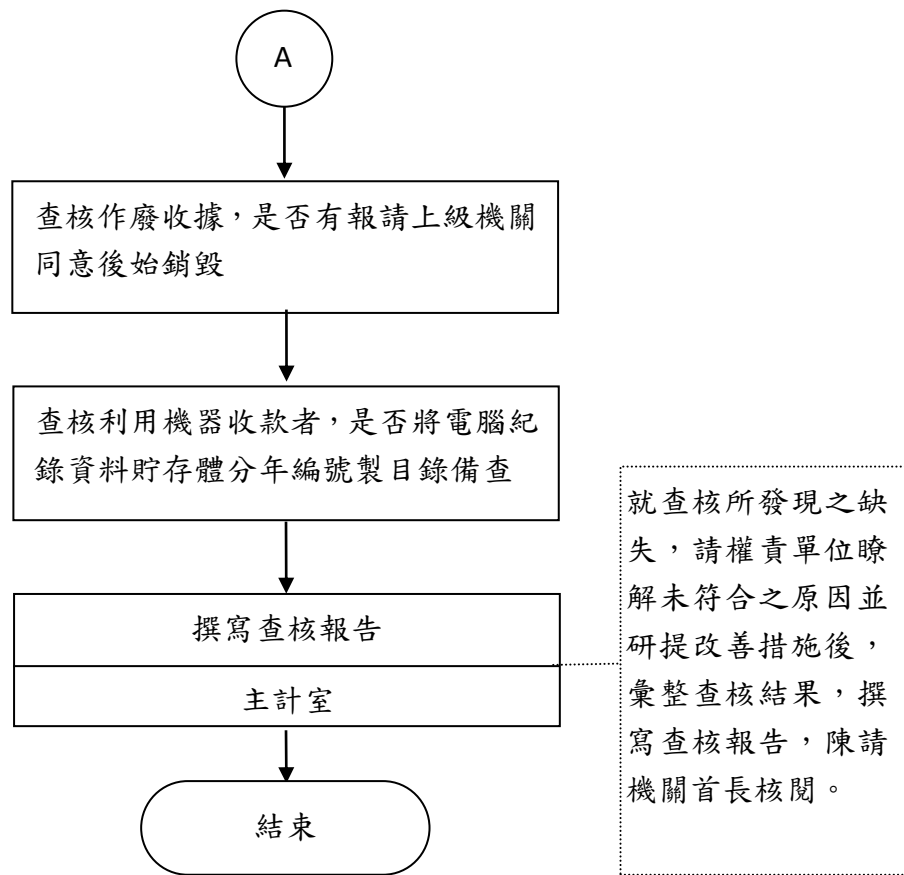 A
查核作廢收據，是否有報請上級機關
同意後始銷毀
查核利用機器收款者，是否將電腦紀
錄資料貯存體分年編號製目錄備查
撰寫查核報告
主計室
就查核所發現之缺
失，請權責單位瞭
解未符合之原因並
研提改善措施後，
彙整查核結果，撰
寫查核報告，陳請
機關首長核閱。
結束